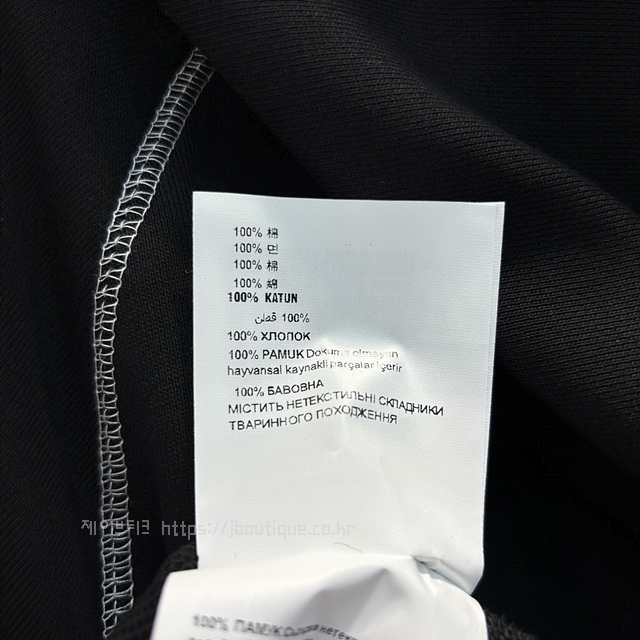 100% 棉
100% 면
100% 棉
100% 綿
100% KATUN
100% قطن
100% ХЛОПОК
100% PAMUK Dokuma olmayan
hayvansal kaynakli parçalar içerir
100% БАВОВНА
МІСТИТЬ НЕТЕКСТИЛЬНІ СКЛАДНИКИ
ТВАРИННОГО ПОХОДЖЕННЯ
제이부티크 https://jboutique.co.kr
100%